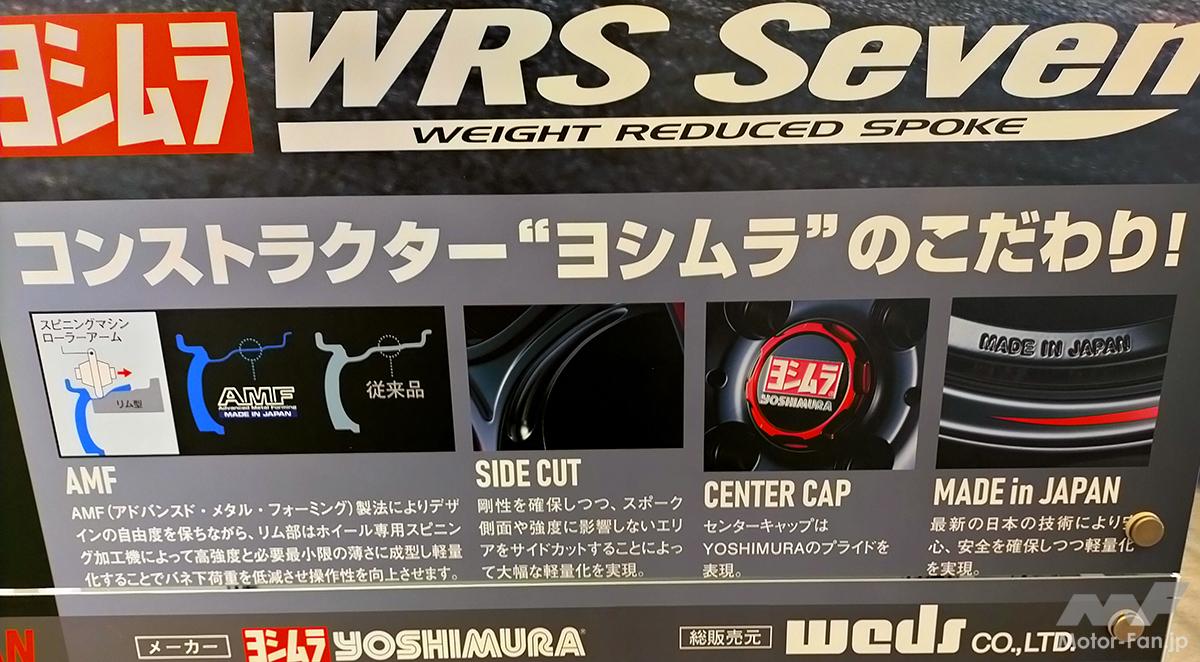 ヨシムラ WRS Seven
WEIGHT REDUCED SPOKE
コンストラクター“ヨシムラ”のこだわり!
スピニングマシン
ローラーアーム
リム型
AMF
Advanced Metal Forming
MADE IN JAPAN
従来品
ヨシムラ
YOSHIMURA
MADE IN JAPAN
AMF
AMF(アドバンスド・メタル・フォーミング)製法によりデザ
インの自由度を保ちながら、リム部はホイール専用スピニン
グ加工機によって高強度と必要最小限の薄さに成型し軽量
化することでバネ下荷重を低減させ操作性を向上させます。
SIDE CUT
剛性を確保しつつ、スポーク
側面や強度に影響しないエリ
アをサイドカットすることによっ
て大幅な軽量化を実現。
CENTER CAP
センターキャップは
YOSHIMURAのプライドを
表現。
MADE in JAPAN
最新の日本の技術により
心、安全を確保しつつ軽量化
を実現。
AN
メーカー ヨシムラ YOSHIMURA
総販売元 weds CO.,LTD.
Motor-Fan.jp